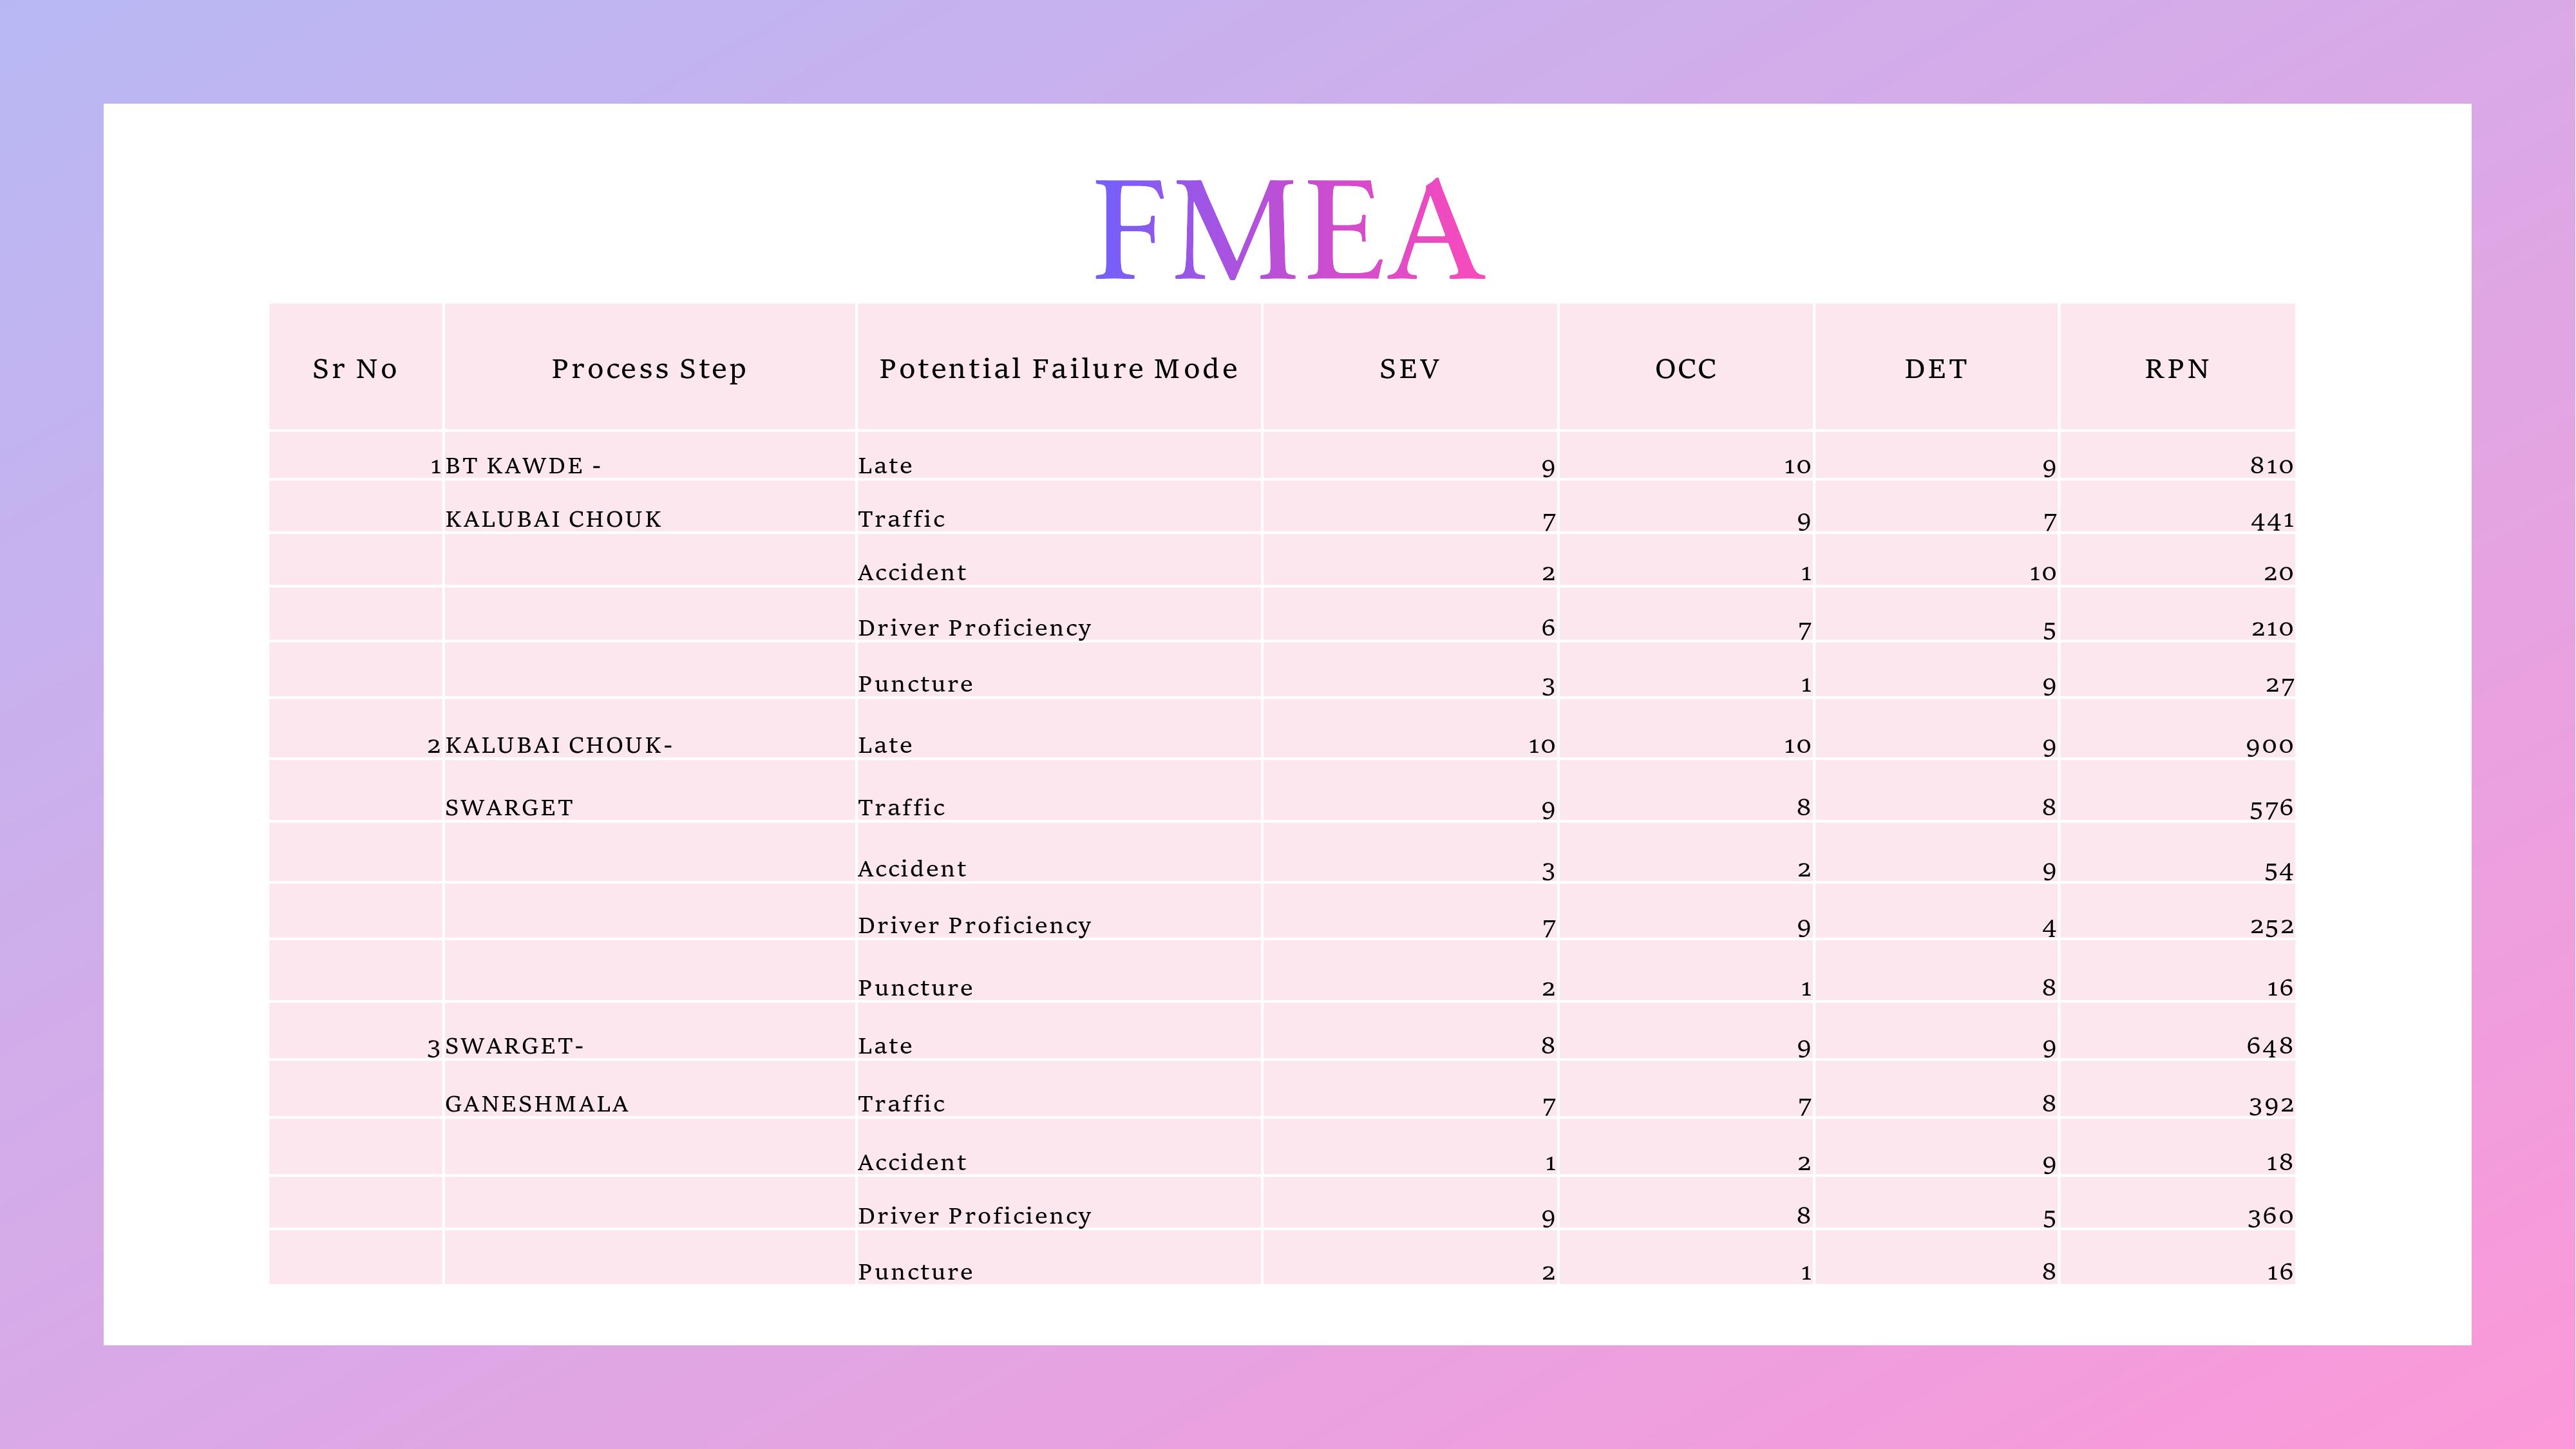 FMEA
Sr No Process Step Potential Failure Mode SEV OCC DET RPN
1 BT KAWDE - Late 9 10 9 810
KALUBAI CHOUK Traffic 7 9 7 441
Accident 2 1 10 20
Driver Proficiency 6 7 5 210
Puncture 3 1 9 27
2 KALUBAI CHOUK- Late 10 10 9 900
SWARGET Traffic 9 8 8 576
Accident 3 2 9 54
Driver Proficiency 7 9 4 252
Puncture 2 1 8 16
3 SWARGET- Late 8 9 9 648
GANESHMALA Traffic 7 7 8 392
Accident 1 2 9 18
Driver Proficiency 9 8 5 360
Puncture 2 1 8 16